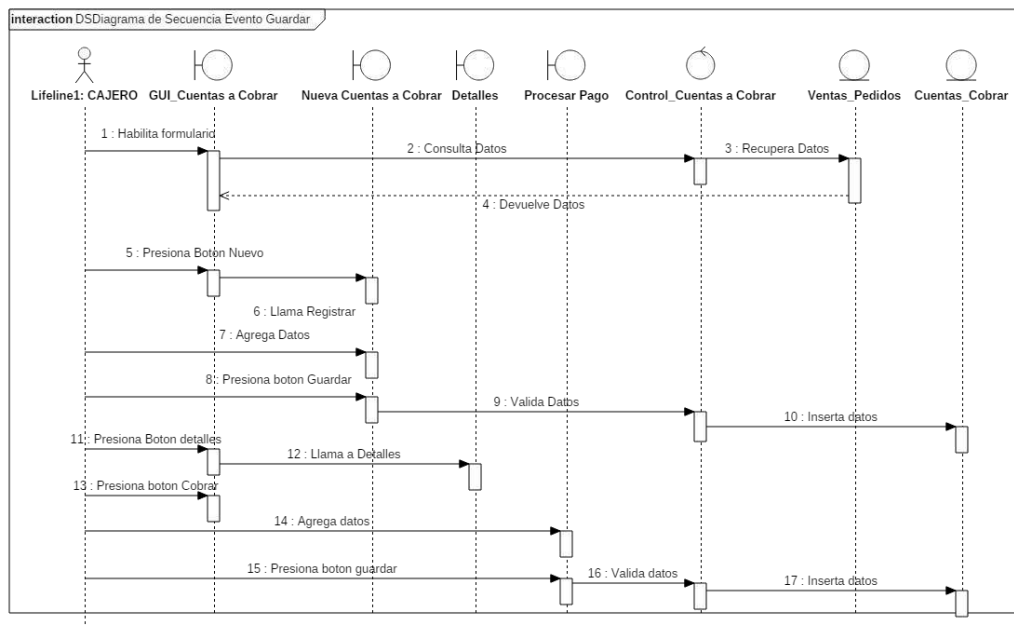 interaction DSDiagrama de Secuencia Evento Guardar
Lifeline1: CAJERO GUI_Cuentas a Cobrar Nueva Cuentas a Cobrar Detalles Procesar Pago Control_Cuentas a Cobrar Ventas_Pedidos Cuentas_Cobrar
1 : Habilita formulario
2 : Consulta Datos
3 : Recupera Datos
4 : Devuelve Datos
5 : Presiona Boton Nuevo
6 : Llama Registrar
7 : Agrega Datos
8 : Presiona boton Guardar
9 : Valida Datos
10 : Inserta datos
11 : Presiona Boton detalles
12 : Llama a Detalles
13 : Presiona boton Cobrar
14 : Agrega datos
15 : Presiona boton guardar
16 : Valida datos
17 : Inserta datos